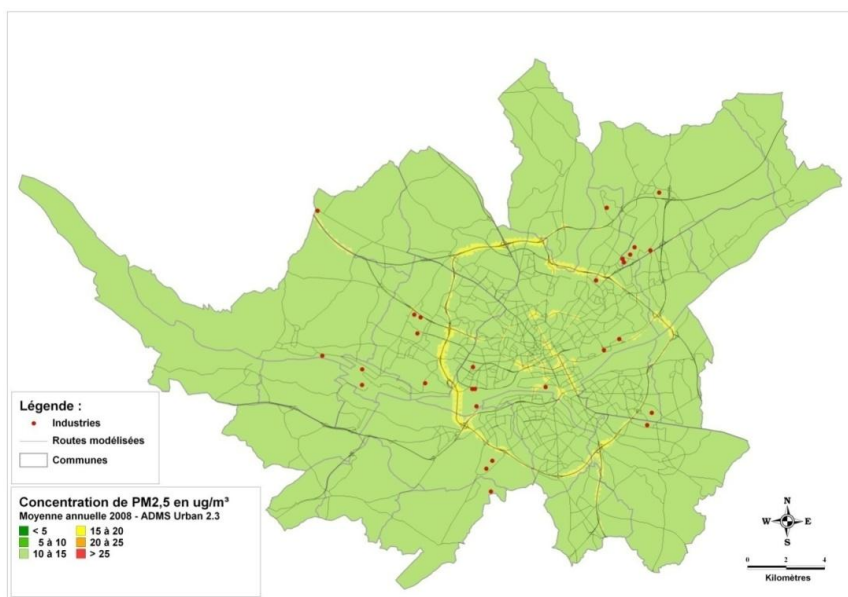 Légende :
Industries
Routes modélisées
Communes
Concentration de PM2,5 en ug/m³
Moyenne annuelle 2008 - ADMS Urban 2.3
< 5 15 à 20
5 à 10 20 à 25
10 à 15 > 25
N
W E
S
0 2 4
Kilomètres